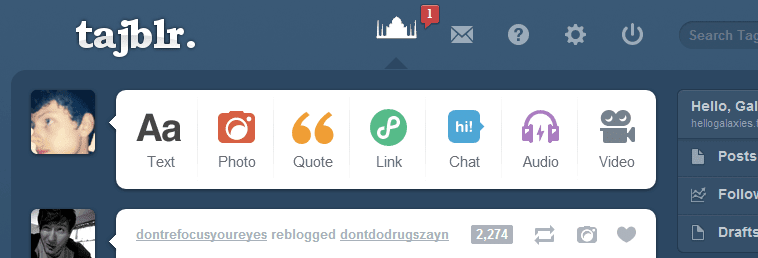 tajblr.
1
Search Tag
Hello, Gal
hellogalaxies.t
Aa
hi!
Text
Photo
Quote
Link
Chat
Audio
Video
Posts
Follow
Drafts
dontrefocusyoureyes reblogged dontdodrugszayn
2,274